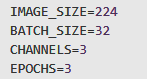 IMAGE_SIZE=224
BATCH_SIZE=32
CHANNELS=3
EPOCHS=3